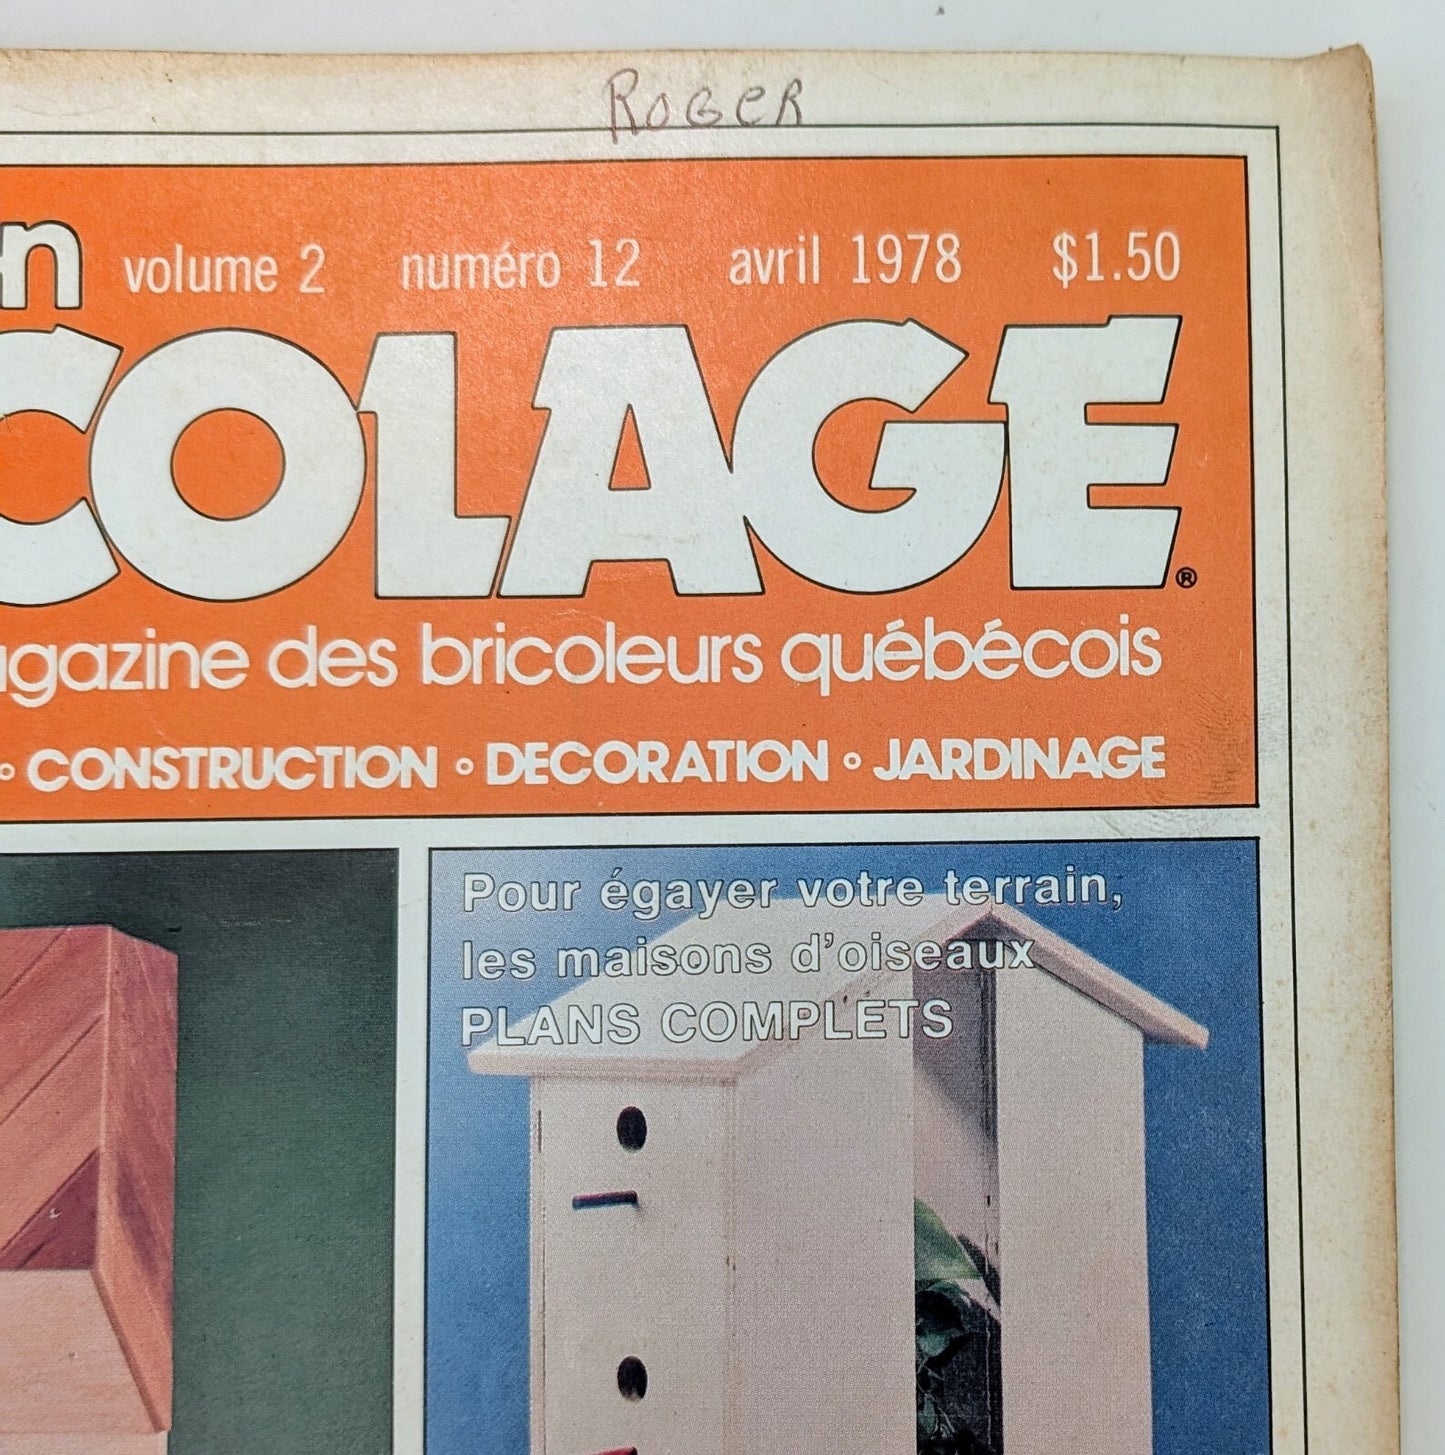 ROGER
n volume 2 numéro 12 avril 1978 $1.50
COLAGE®
agazine des bricoleurs québécois
◦ CONSTRUCTION ◦ DECORATION ◦ JARDINAGE
Pour égayer votre terrain,
les maisons d'oiseaux
PLANS COMPLETS